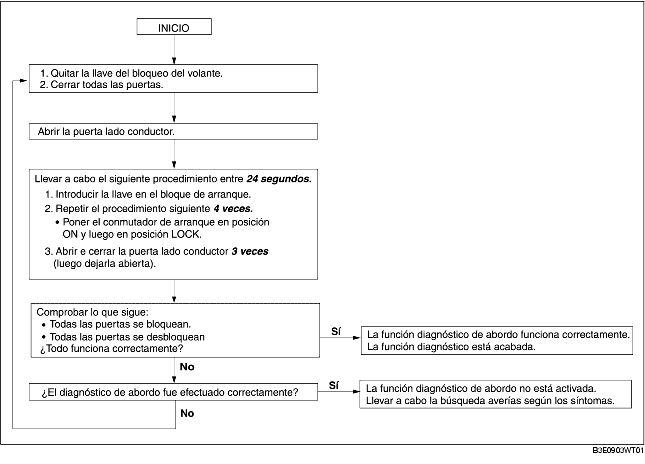 INICIO
1. Quitar la llave del bloqueo del volante.
2. Cerrar todas las puertas.
Abrir la puerta lado conductor.
Llevar a cabo el siguiente procedimiento entre 24 segundos.
1. Introducir la llave en el bloque de arranque.
2. Repetir el procedimiento siguiente 4 veces.
• Poner el conmutador de arranque en posición
ON y luego en posición LOCK.
3. Abrir e cerrar la puerta lado conductor 3 veces
(luego dejarla abierta).
Comprobar lo que sigue:
• Todas las puertas se bloquean.
• Todas las puertas se desbloquean
¿Todo funciona correctamente?
Sí
La función diagnóstico de abordo funciona correctamente.
La función diagnóstico está acabada.
No
¿El diagnóstico de abordo fue efectuado correctamente?
Sí
La función diagnóstico de abordo no está activada.
Llevar a cabo la búsqueda averías según los síntomas.
No
B3E0903WT01